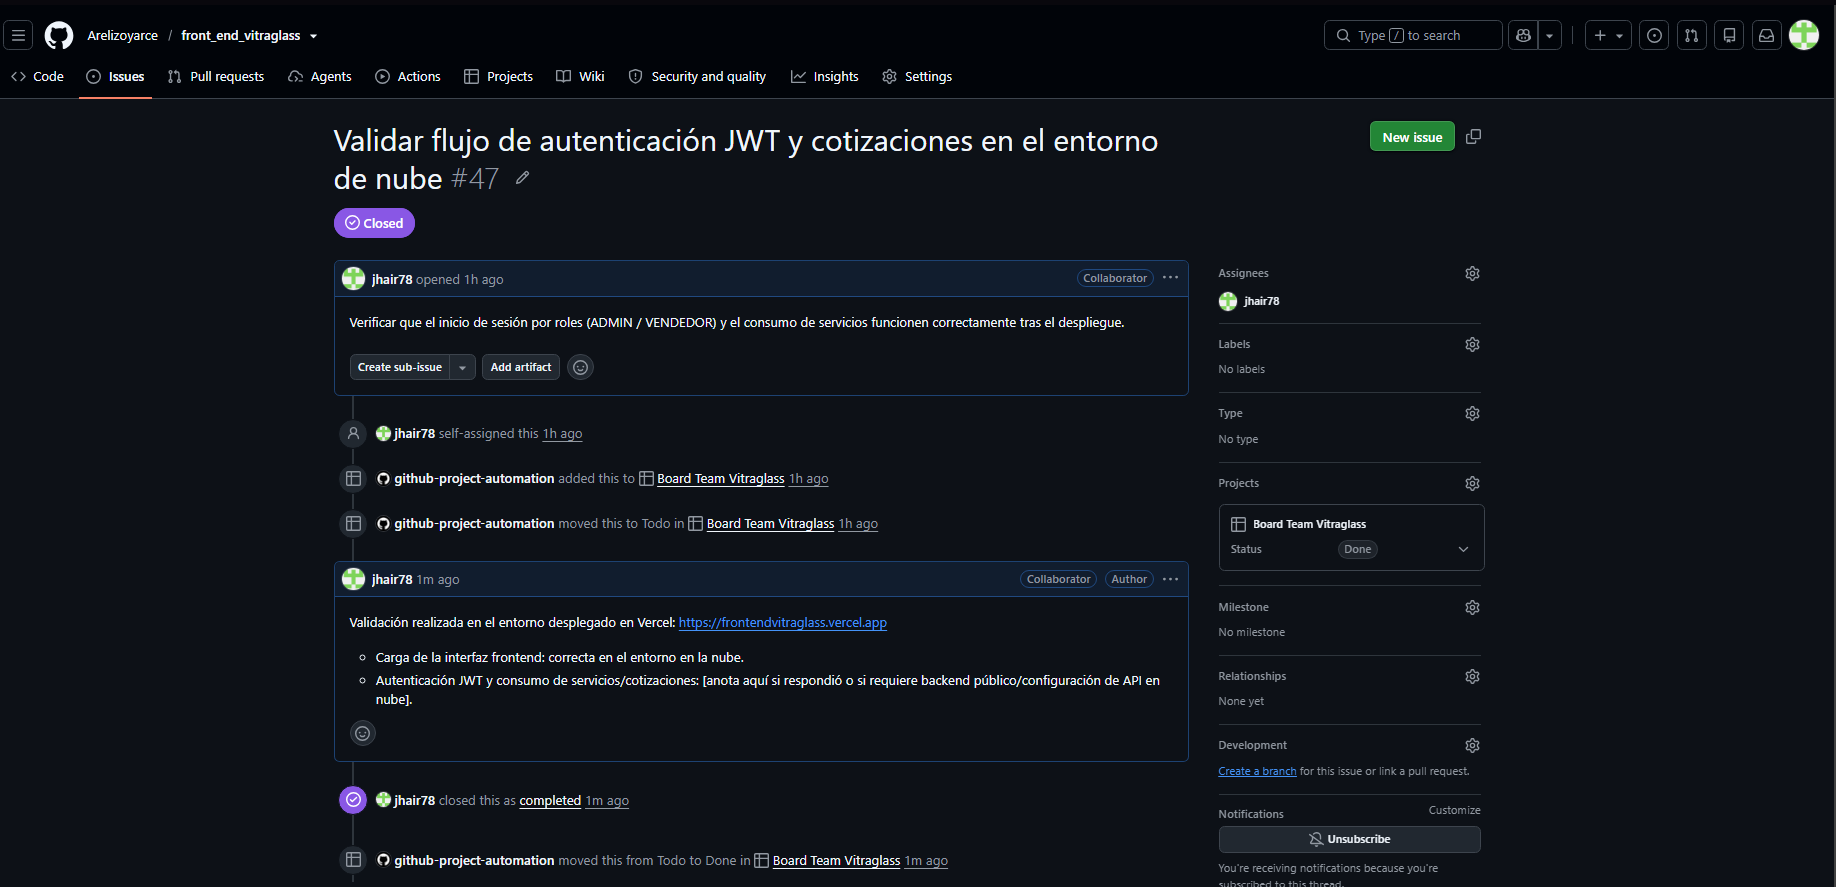 Arelizoyarce / front_end_vitraglass
Type / to search
Code
Issues
Pull requests
Agents
Actions
Projects
Wiki
Security and quality
Insights
Settings
Validar flujo de autenticación JWT y cotizaciones en el entorno
de nube #47
New issue
Closed
jhair78 opened 1h ago
Collaborator
Verificar que el inicio de sesión por roles (ADMIN / VENDEDOR) y el consumo de servicios funcionen correctamente tras el despliegue.
Create sub-issue
Add artifact
jhair78 self-assigned this 1h ago
github-project-automation added this to Board Team Vitraglass 1h ago
github-project-automation moved this to Todo in Board Team Vitraglass 1h ago
jhair78 1m ago
Collaborator
Author
Validación realizada en el entorno desplegado en Vercel: https://frontendvitraglass.vercel.app
Carga de la interfaz frontend: correcta en el entorno en la nube.
Autenticación JWT y consumo de servicios/cotizaciones: [anota aquí si respondió o si requiere backend público/configuración de API en
nube].
jhair78 closed this as completed 1m ago
github-project-automation moved this from Todo to Done in Board Team Vitraglass 1m ago
Assignees
jhair78
Labels
No labels
Type
No type
Projects
Board Team Vitraglass
Status
Done
Milestone
No milestone
Relationships
None yet
Development
Create a branch for this issue or link a pull request.
Notifications
Customize
Unsubscribe
You're receiving notifications because you're
subscribed to this thread.